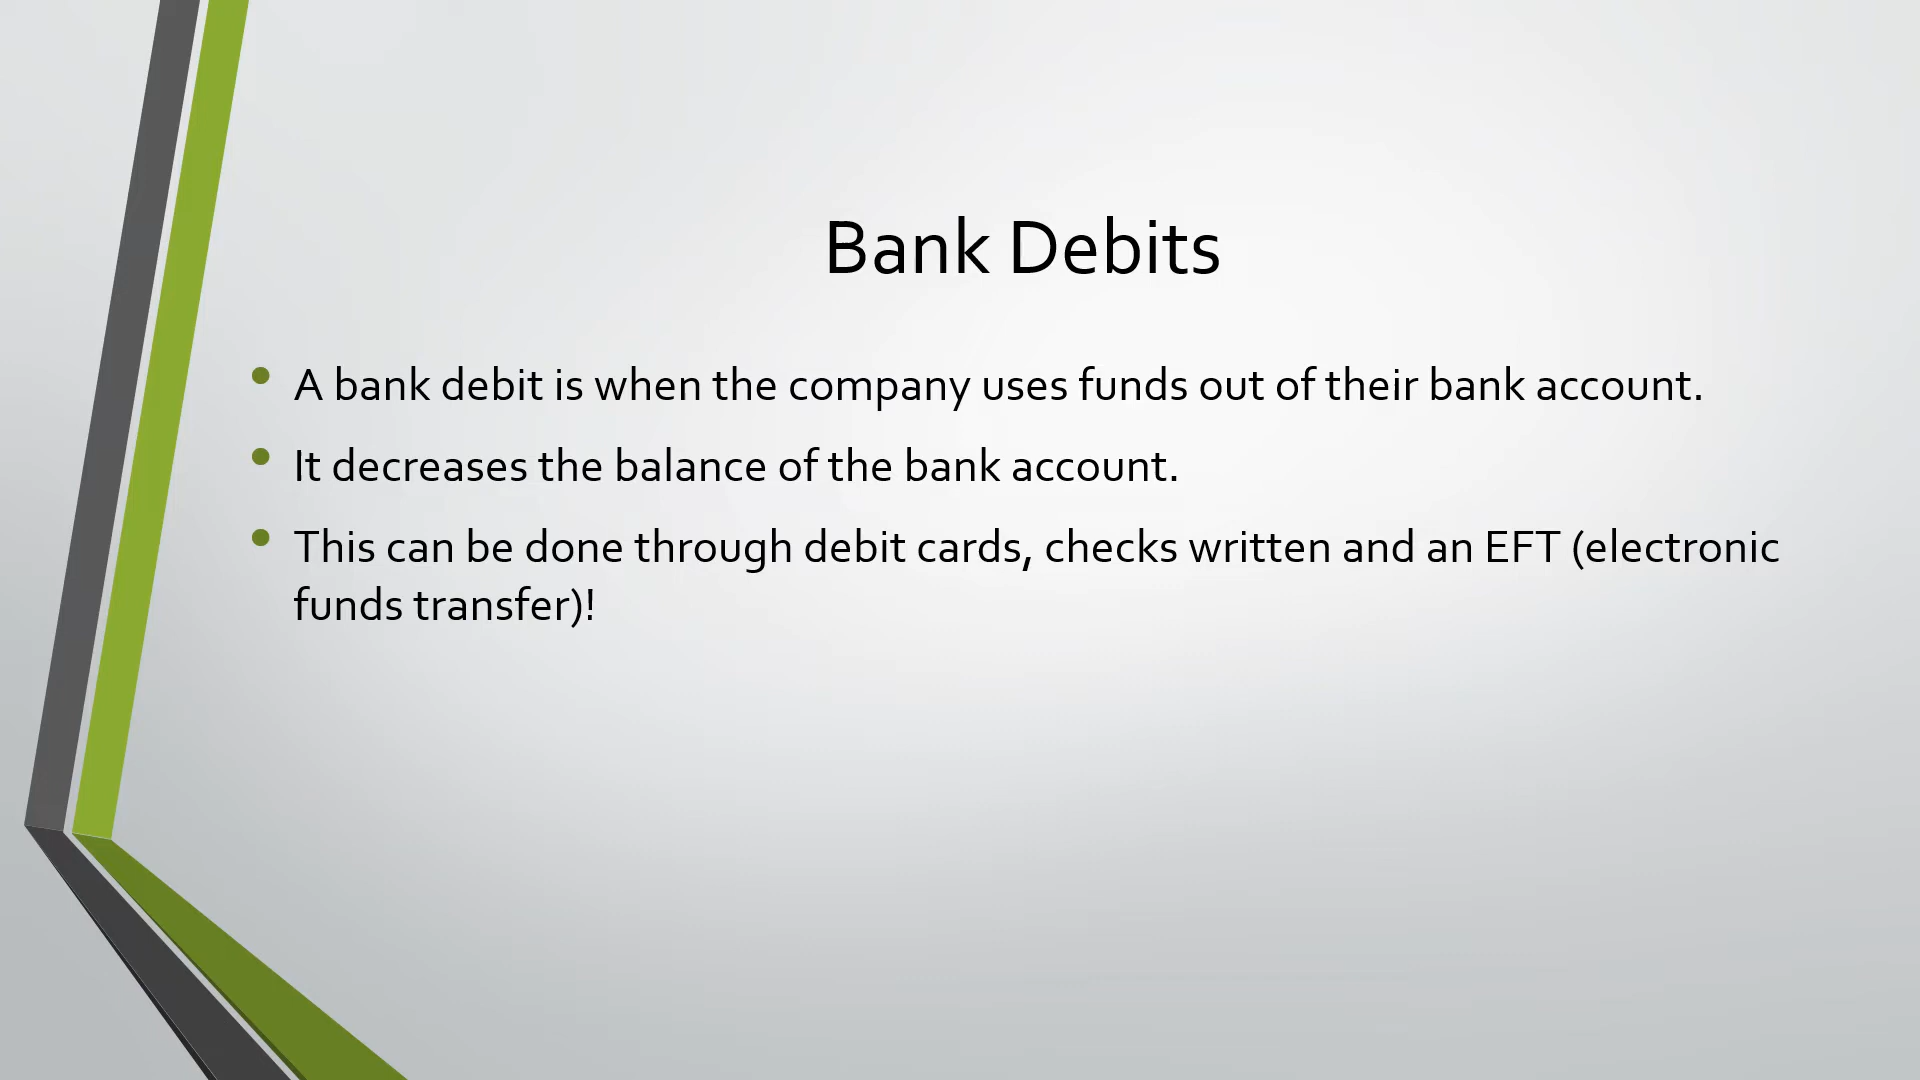 Bank Debits
A bank debit is when the company uses funds out of their bank account.
It decreases the balance of the bank account.
This can be done through debit cards, checks written and an EFT (electronic
funds transfer)!